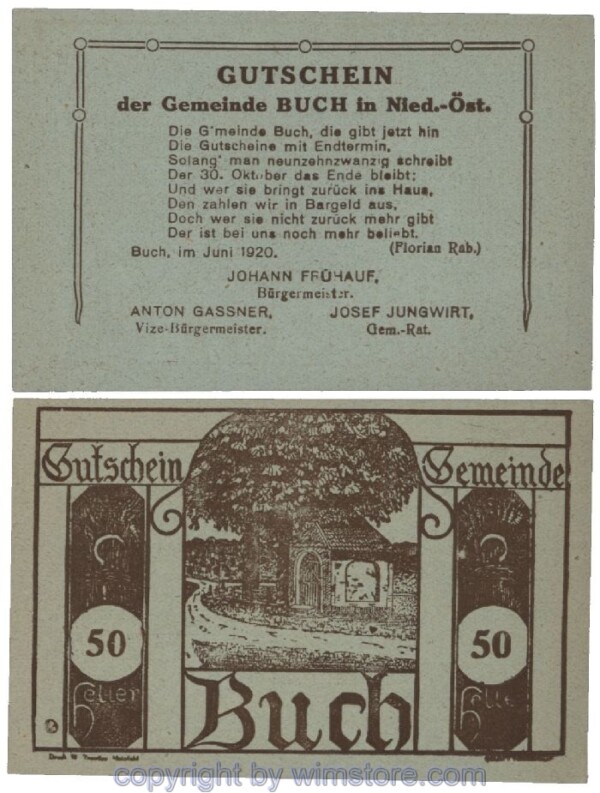 GUTSCHEIN
der Gemeinde BUCH in Nied.-Öst.
Die G'meinde Buch, die gibt jetzt hin
Die Gutscheine mit Endtermin,
Solang' man neunzehnzwanzig schreibt
Der 30. Oktober das Ende bleibt;
Und wer sie bringt zurück ins Haus,
Den zahlen wir in Bargeld aus,
Doch wer sie nicht zurück mehr gibt
Der ist bei uns noch mehr beliebt.
Buch, im Juni 1920. (Florian Rab.)
JOHANN FRÜHAUF,
Bürgermeister.
ANTON GASSNER, JOSEF JUNGWIRT,
Vize-Bürgermeister. Gem.-Rat.
Gutschein Gemeinde
50 50
Heller Heller
Buch
Druck
copyright by wimstore.com